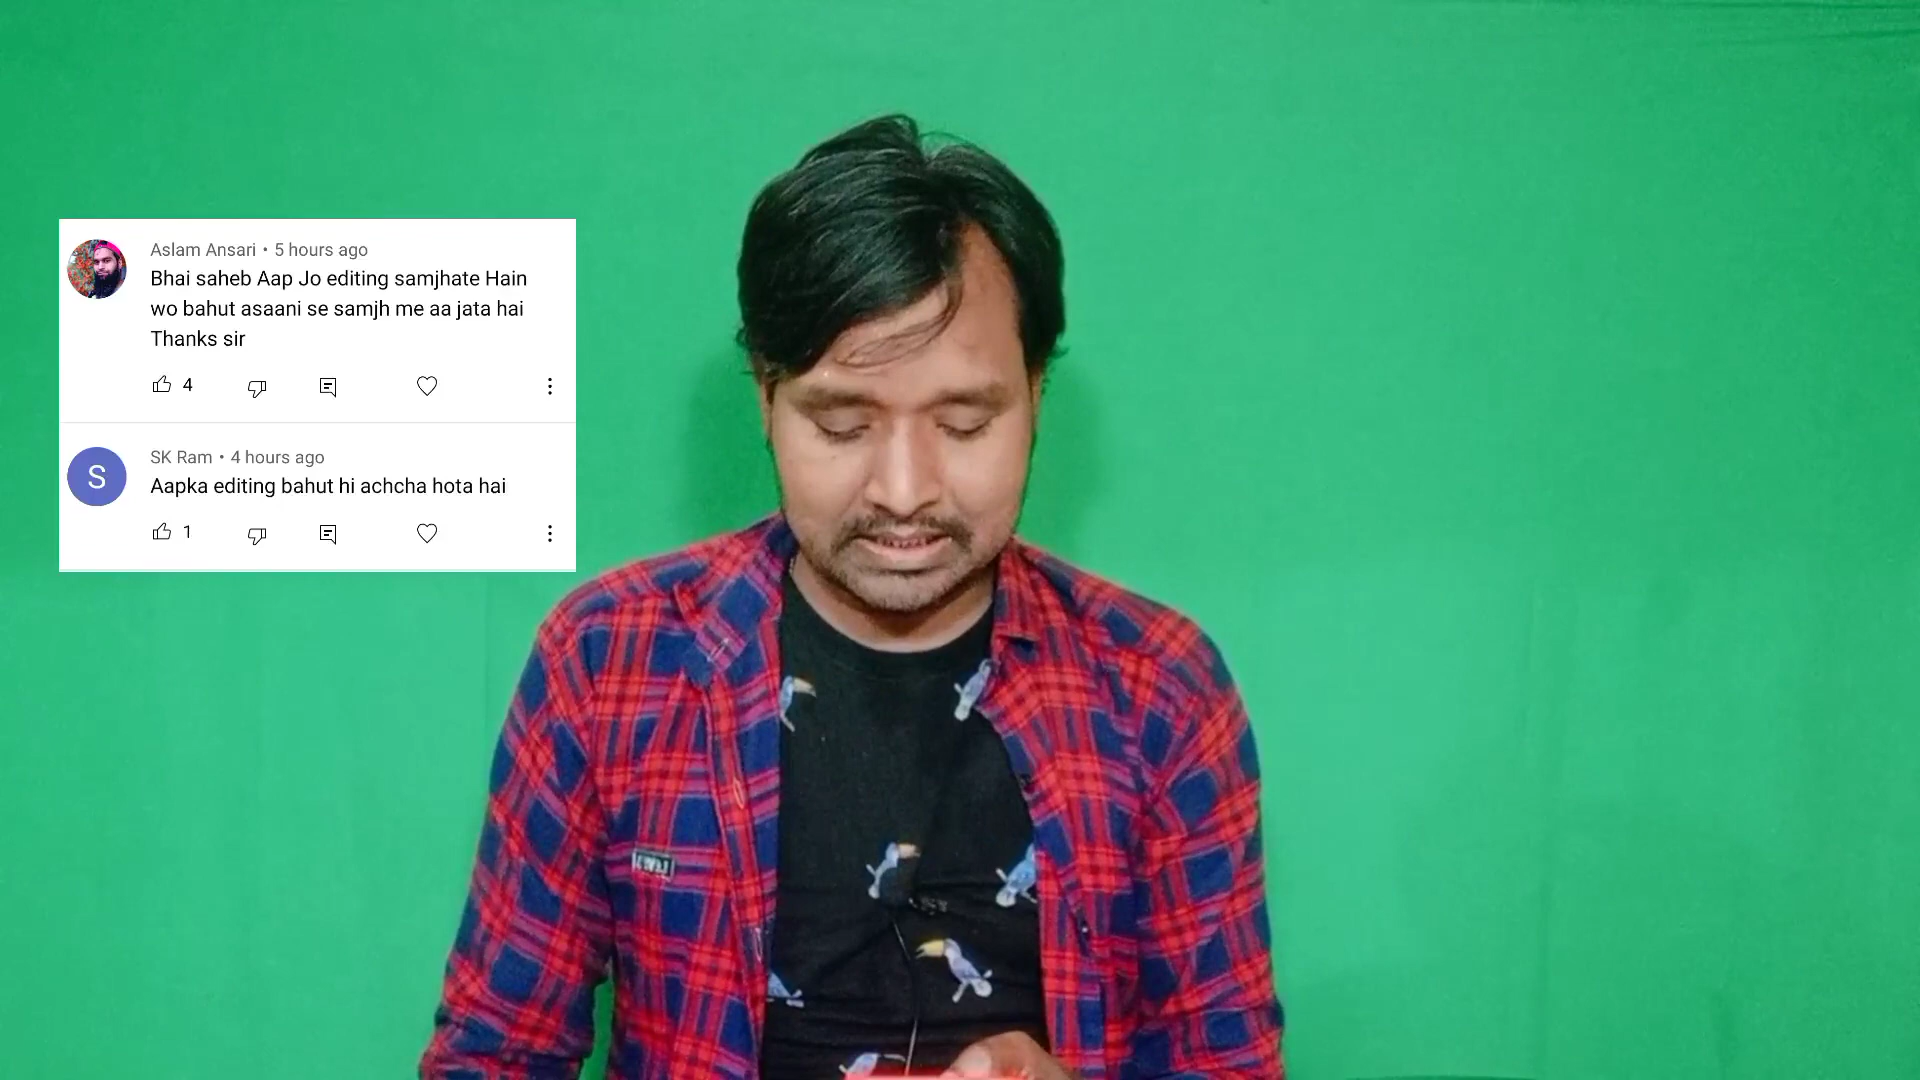 Aslam Ansari • 5 hours ago
Bhai saheb Aap Jo editing samjhate Hain
wo bahut asaani se samjh me aa jata hai
Thanks sir
4
S
SK Ram • 4 hours ago
Aapka editing bahut hi achcha hota hai
1